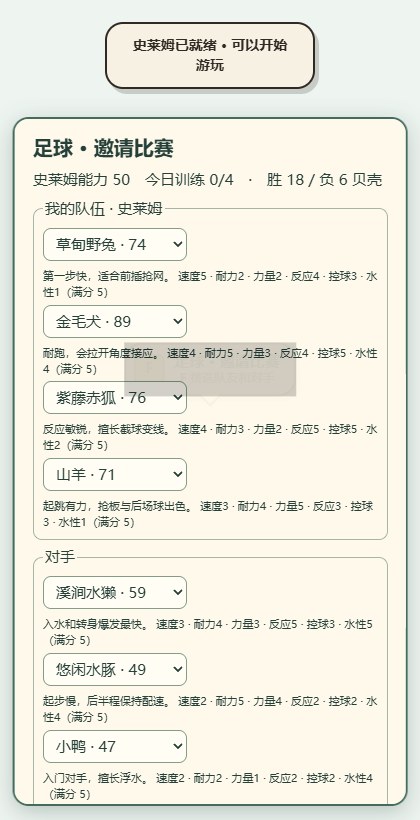 史莱姆已就绪 • 可以开始
游玩
足球 • 邀请比赛
史莱姆能力 50 今日训练 0/4 · 胜 18 / 负 6 贝壳
我的队伍 · 史莱姆
草甸野兔 · 74
第一步快，适合前插抢网。 速度5 · 耐力2 · 力量2 · 反应4 · 控球3 · 水
性1（满分 5）
金毛犬 · 89
耐跑，会拉开角度接应。 速度4 · 耐力5 · 力量3 · 反应4 · 控球5 · 水性
4（满分 5）
紫藤赤狐 · 76
反应敏锐，擅长截球变线。 速度4 · 耐力3 · 力量2 · 反应5 · 控球5 · 水
性2（满分 5）
山羊 · 71
起跳有力，抢板与后场球出色。 速度3 · 耐力4 · 力量5 · 反应3 · 控球
3 · 水性1（满分 5）
对手
溪涧水獭 · 59
入水和转身爆发最快。 速度3 · 耐力4 · 力量3 · 反应5 · 控球3 · 水性5
（满分 5）
悠闲水豚 · 49
起步慢，后半程保持配速。 速度2 · 耐力5 · 力量4 · 反应2 · 控球2 · 水
性4（满分 5）
小鸭 · 47
入门对手，擅长浮水。 速度2 · 耐力2 · 力量1 · 反应2 · 控球2 · 水性4
（满分 5）